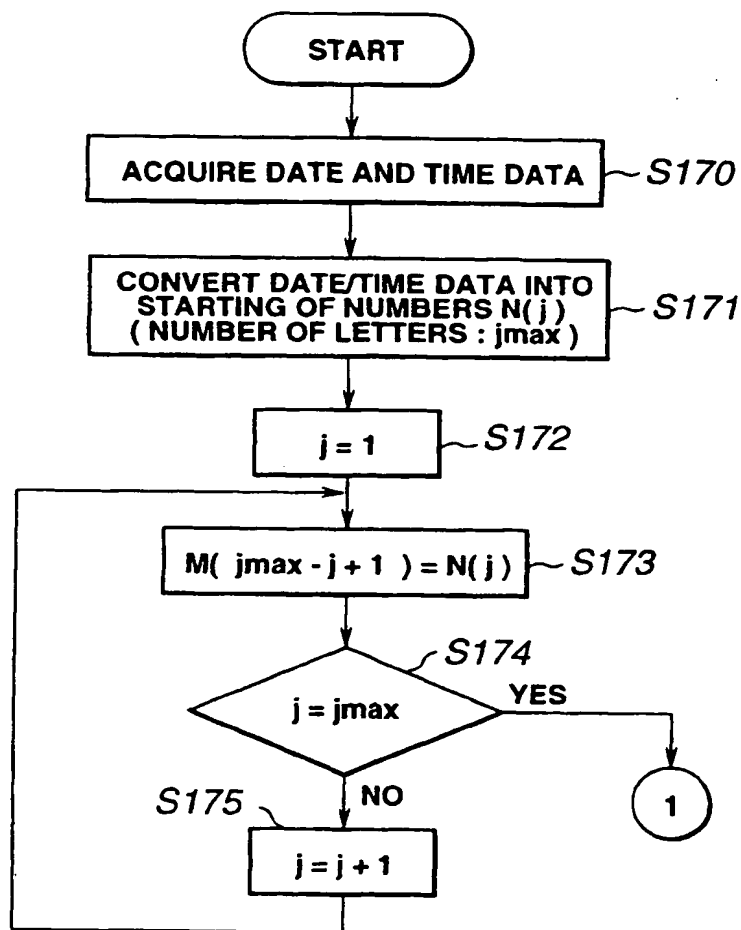 START
ACQUIRE DATE AND TIME DATA
S170
CONVERT DATE/TIME DATA INTO
STARTING OF NUMBERS N( j )
( NUMBER OF LETTERS : jmax )
S171
j = 1
S172
M( jmax - j + 1 ) = N( j )
S173
S174
j = jmax
YES
1
NO
S175
j = j + 1